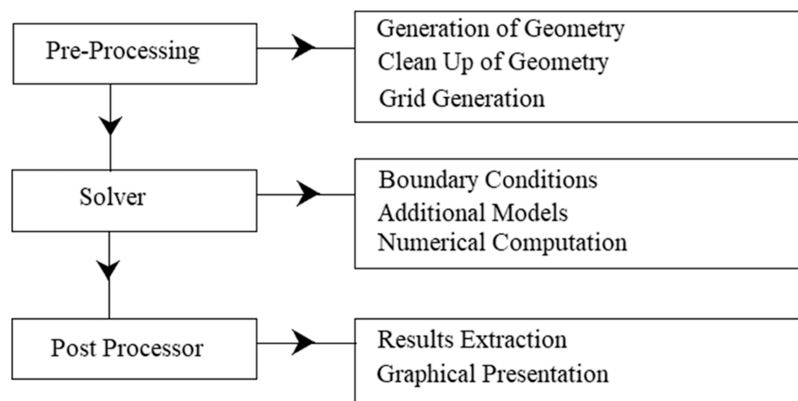 Pre-Processing
Generation of Geometry
Clean Up of Geometry
Grid Generation
Solver
Boundary Conditions
Additional Models
Numerical Computation
Post Processor
Results Extraction
Graphical Presentation